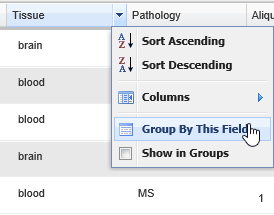 Tissue Pathology Aliqu
brain
blood
blood
brain
blood MS 1
Sort Ascending
Sort Descending
Columns
Group By This Field
Show in Groups